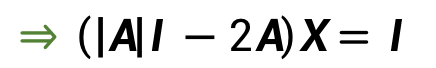 ⇒ (|A|I − 2A)X = I